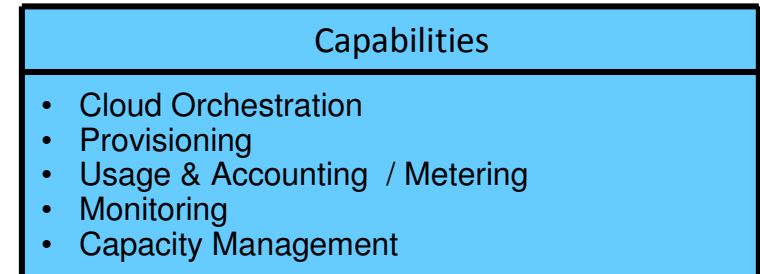 Capabilities
• Cloud Orchestration
• Provisioning
• Usage & Accounting / Metering
• Monitoring
• Capacity Management